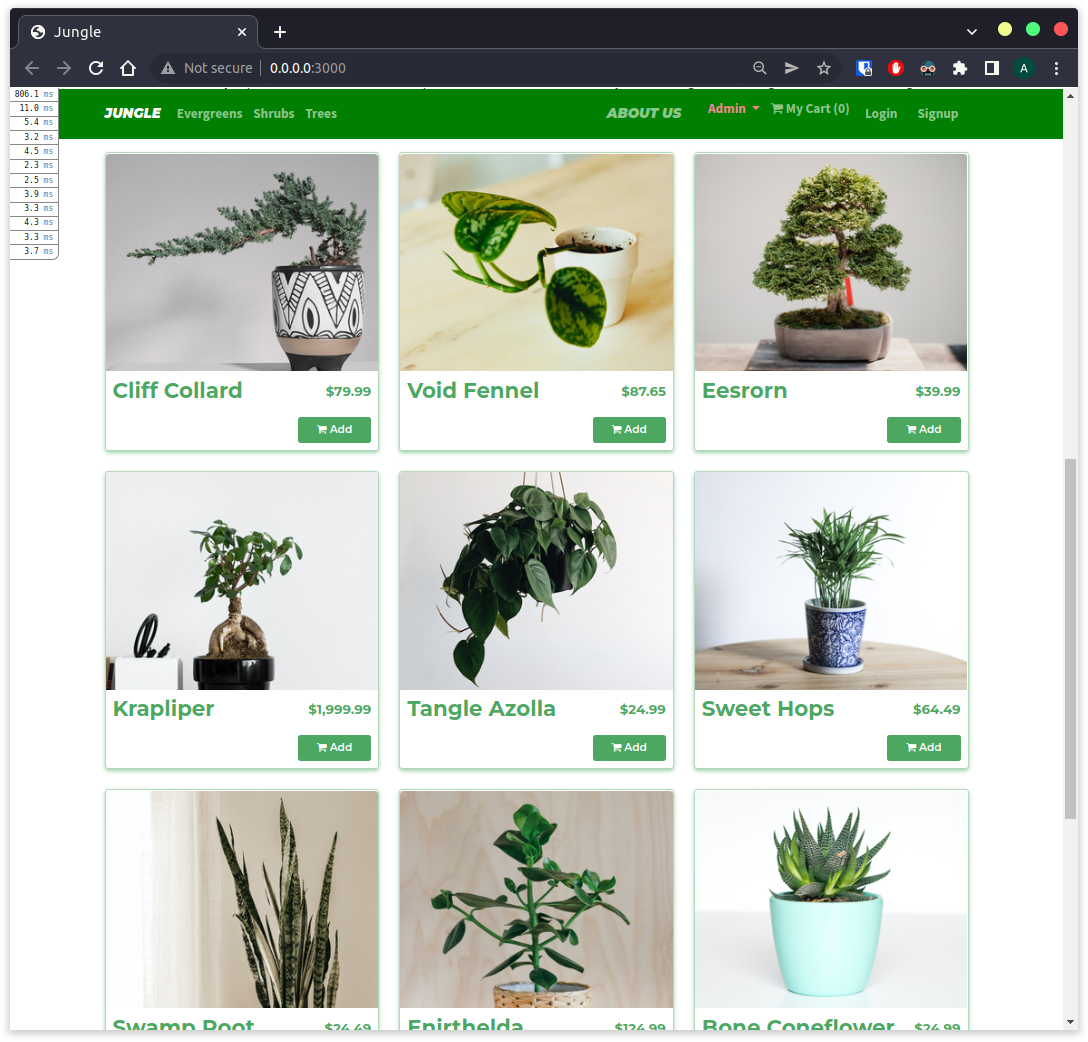 Jungle
Not secure 0.0.0.0:3000
A
806.1 ms
11.0 ms
5.4 ms
3.2 ms
4.5 ms
2.3 ms
2.5 ms
3.9 ms
3.3 ms
4.3 ms
3.3 ms
3.7 ms
JUNGLE Evergreens Shrubs Trees ABOUT US Admin My Cart (0) Login Signup
Cliff Collard $79.99
Add
Void Fennel $87.65
Add
Eesrorn $39.99
Add
Krapliper $1,999.99
Add
Tangle Azolla $24.99
Add
Sweet Hops $64.49
Add
Swamp Root $24.49
Enirthelda $124.99
Bone Coneflower $24.99